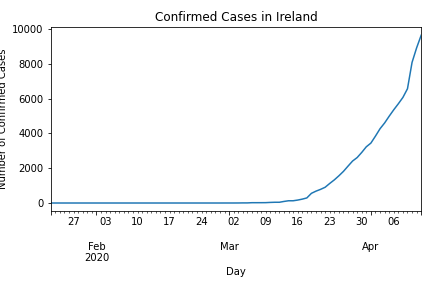 Confirmed Cases in Ireland
Number of Confirmed Cases
10000
8000
6000
4000
2000
0
27 03 10 17 24 02 09 16 23 30 06
Feb Mar Apr
2020
Day